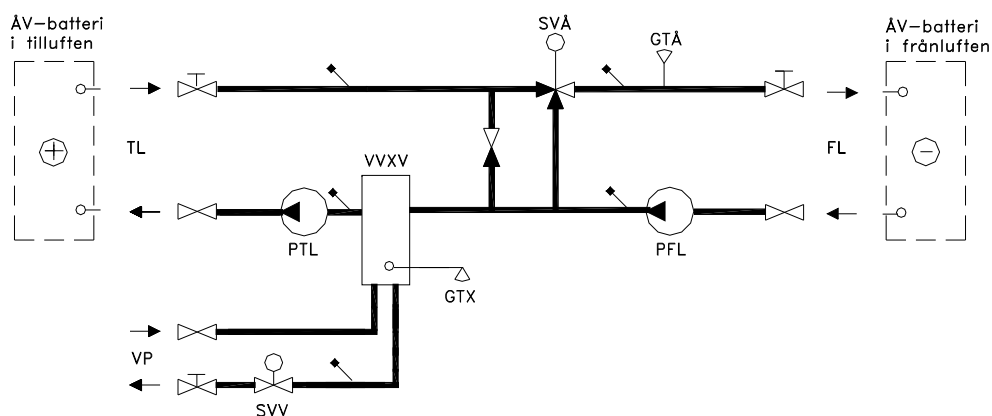 ÅV-batteri
i tilluften
SVÅ
GTÅ
ÅV-batteri
i frånluften
+
TL
VVXV
FL
-
PTL
PFL
GTX
VP
SVV